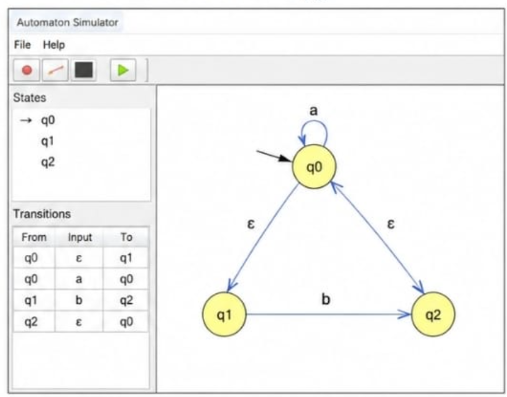 Automaton Simulator
File Help
States
→ q0
q1
q2
Transitions
From Input To
q0 ε q1
q0 a q0
q1 b q2
q2 ε q0
a
q0
ε ε
q1 b q2